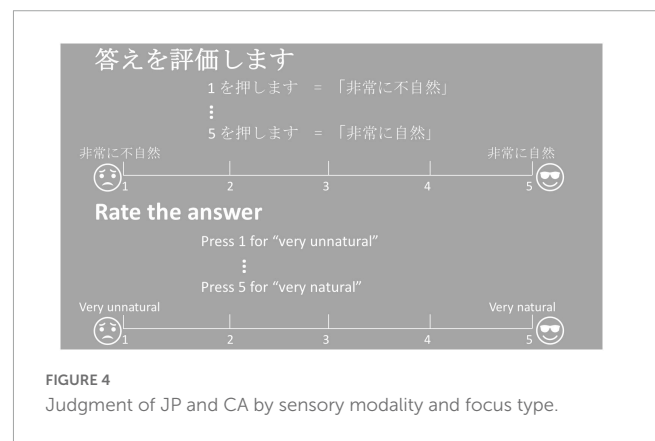 答えを評価します
1 を押します = 「非常に不自然」
⋮
5 を押します = 「非常に自然」
非常に不自然 非常に自然
1 2 3 4 5
Rate the answer
Press 1 for “very unnatural”
⋮
Press 5 for “very natural”
Very unnatural Very natural
1 2 3 4 5
FIGURE 4
Judgment of JP and CA by sensory modality and focus type.